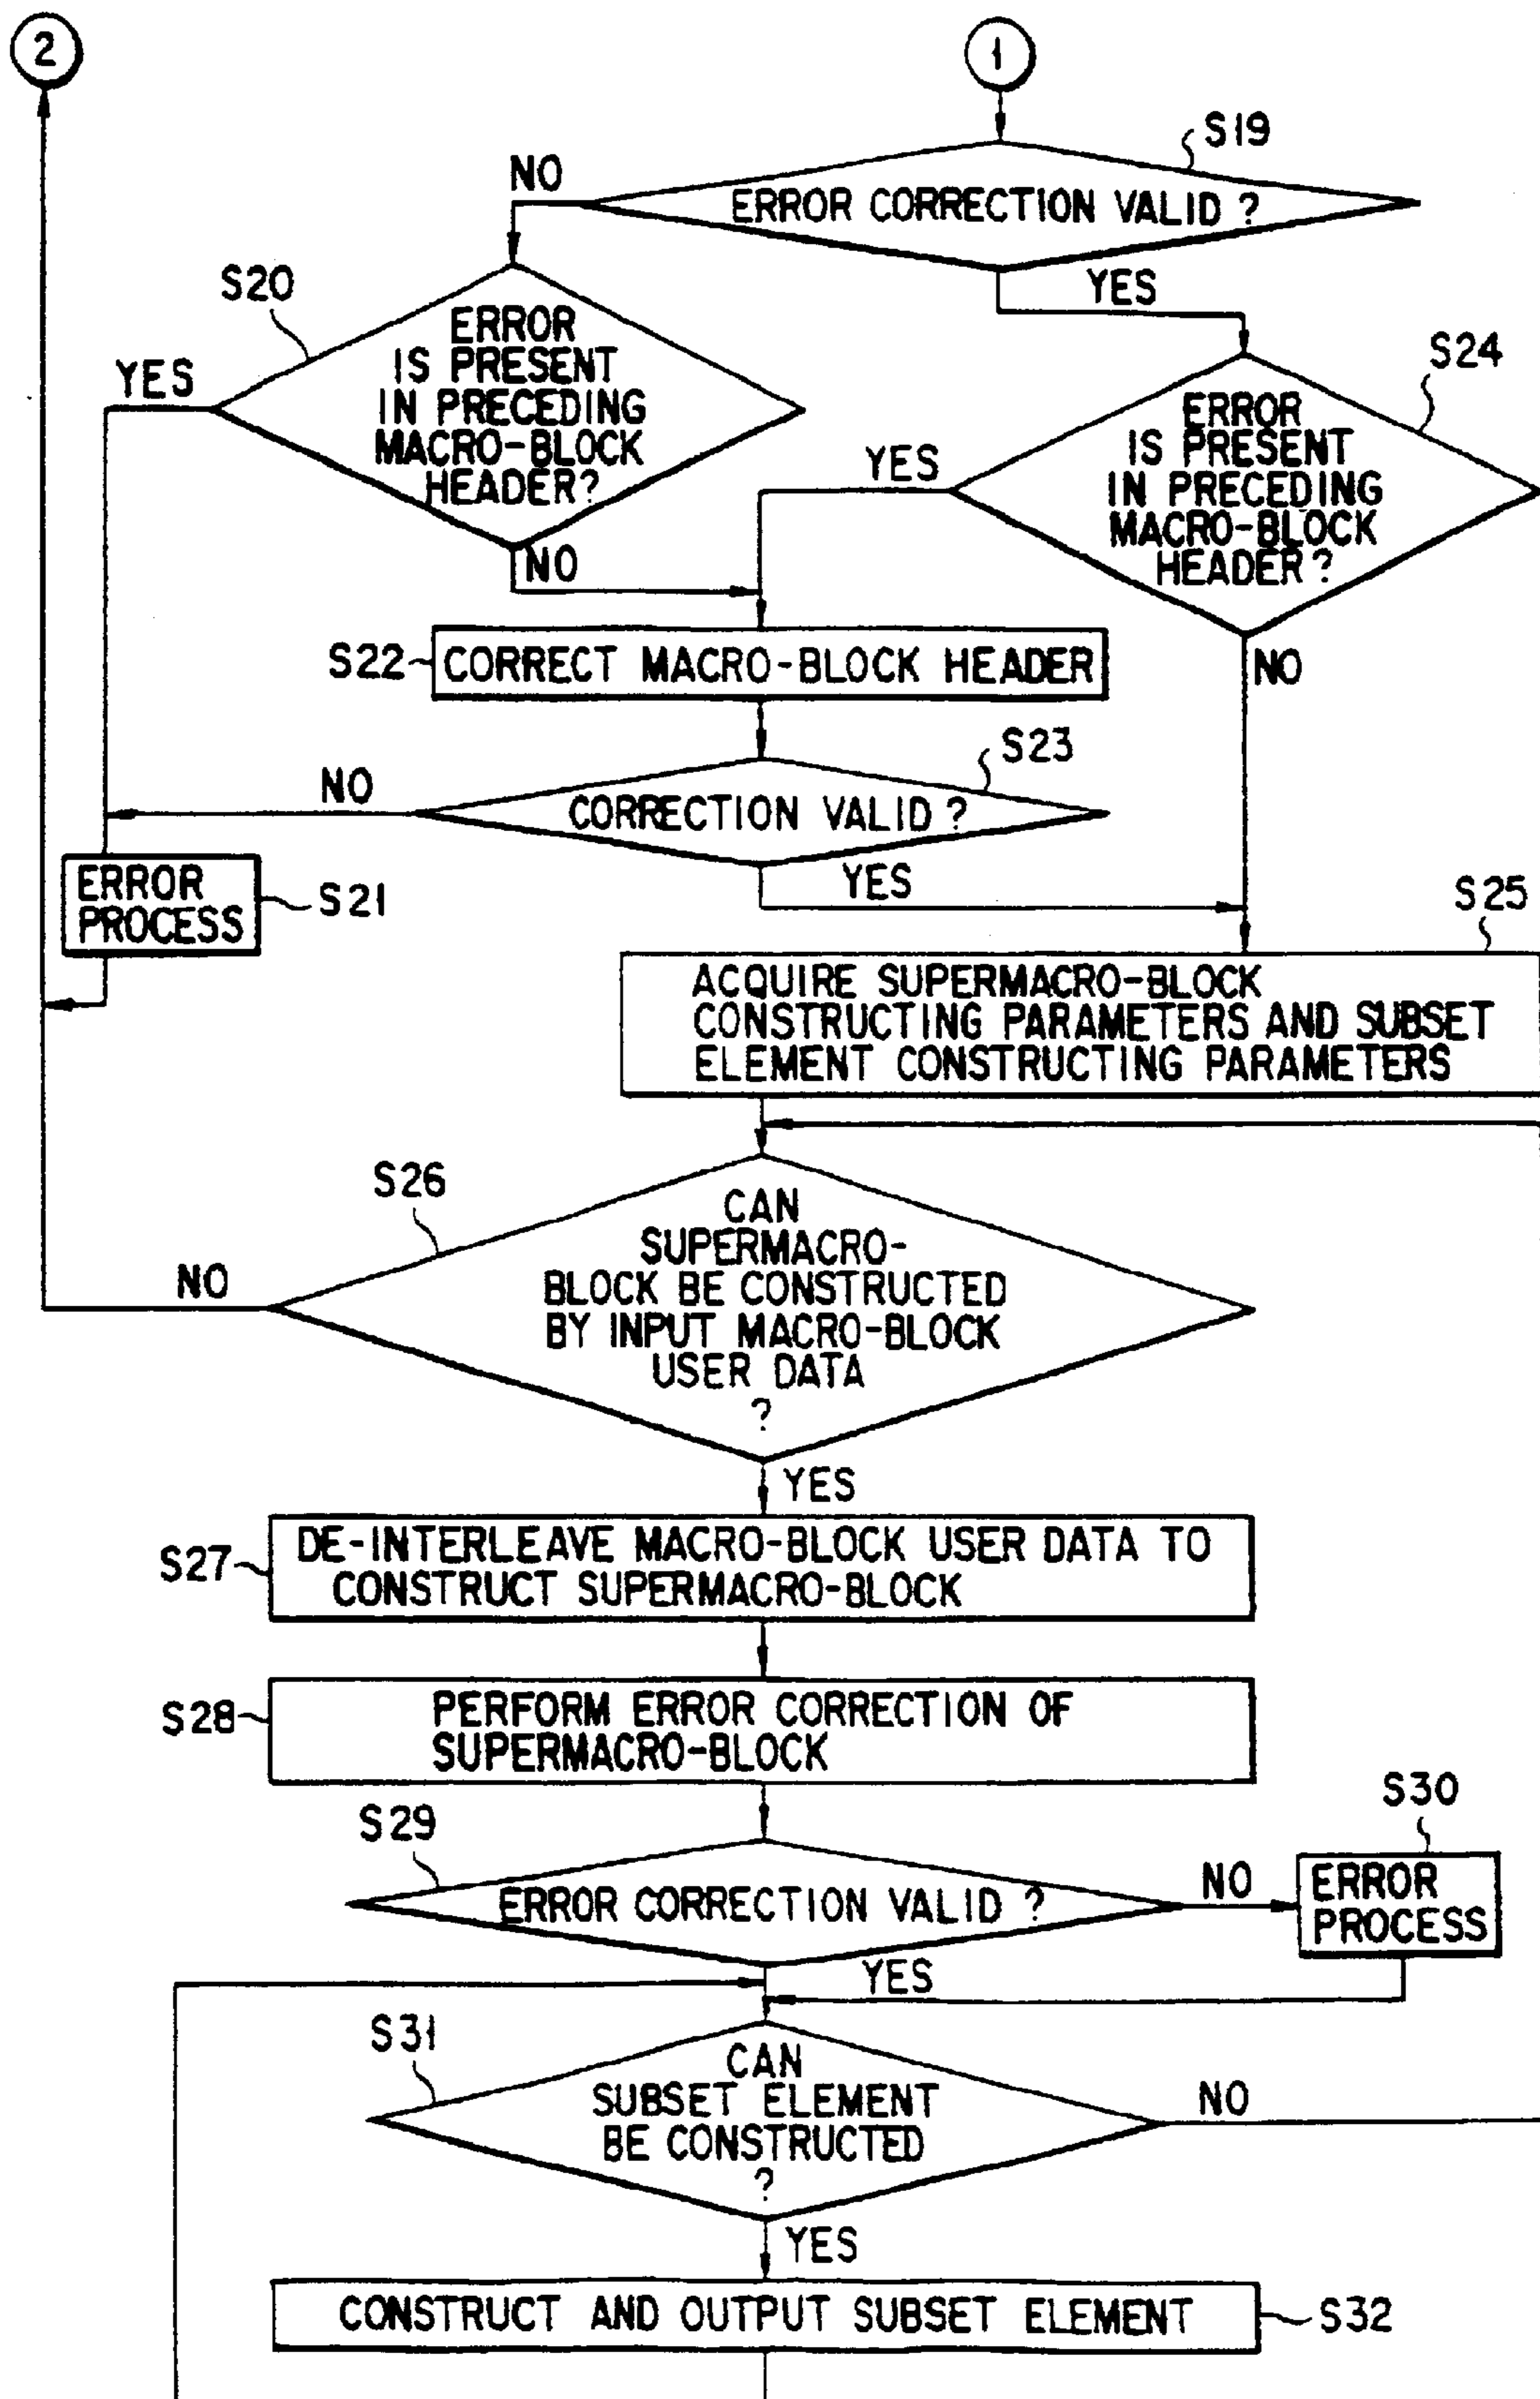 2
1
S19
NO
ERROR CORRECTION VALID ?
YES
S20
ERROR
IS PRESENT
IN PRECEDING
MACRO-BLOCK
HEADER?
YES
NO
S24
ERROR
IS PRESENT
IN PRECEDING
MACRO-BLOCK
HEADER ?
YES
NO
S22
CORRECT MACRO-BLOCK HEADER
S23
NO
CORRECTION VALID ?
YES
ERROR
PROCESS
S21
S25
ACQUIRE SUPERMACRO-BLOCK
CONSTRUCTING PARAMETERS AND SUBSET
ELEMENT CONSTRUCTING PARAMETERS
S26
CAN
SUPERMACRO-
BLOCK BE CONSTRUCTED
BY INPUT MACRO-BLOCK
USER DATA
?
NO
YES
S27
DE-INTERLEAVE MACRO-BLOCK USER DATA TO
CONSTRUCT SUPERMACRO-BLOCK
S28
PERFORM ERROR CORRECTION OF
SUPERMACRO-BLOCK
S29
ERROR CORRECTION VALID ?
NO
S30
ERROR
PROCESS
YES
S31
CAN
SUBSET ELEMENT
BE CONSTRUCTED
?
NO
YES
CONSTRUCT AND OUTPUT SUBSET ELEMENT
S32